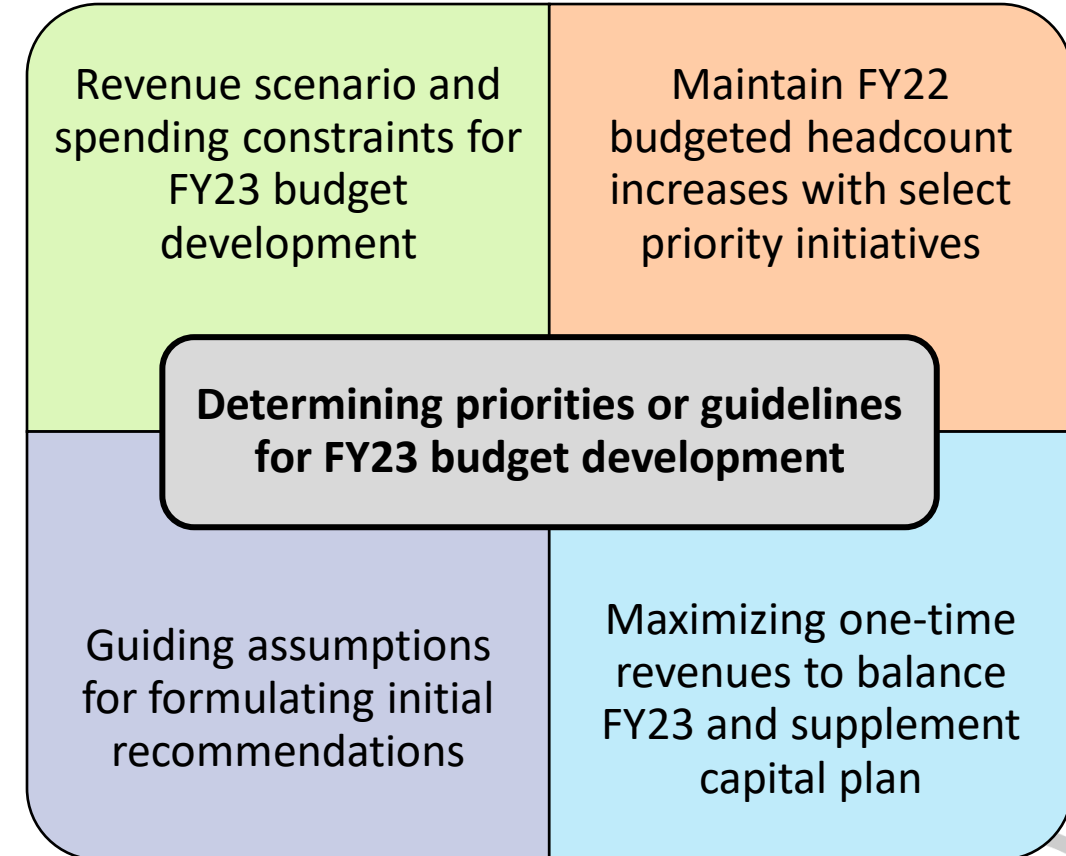 Revenue scenario and
spending constraints for
FY23 budget
development
Maintain FY22
budgeted headcount
increases with select
priority initiatives
Determining priorities or guidelines
for FY23 budget development
Guiding assumptions
for formulating initial
recommendations
Maximizing one-time
revenues to balance
FY23 and supplement
capital plan